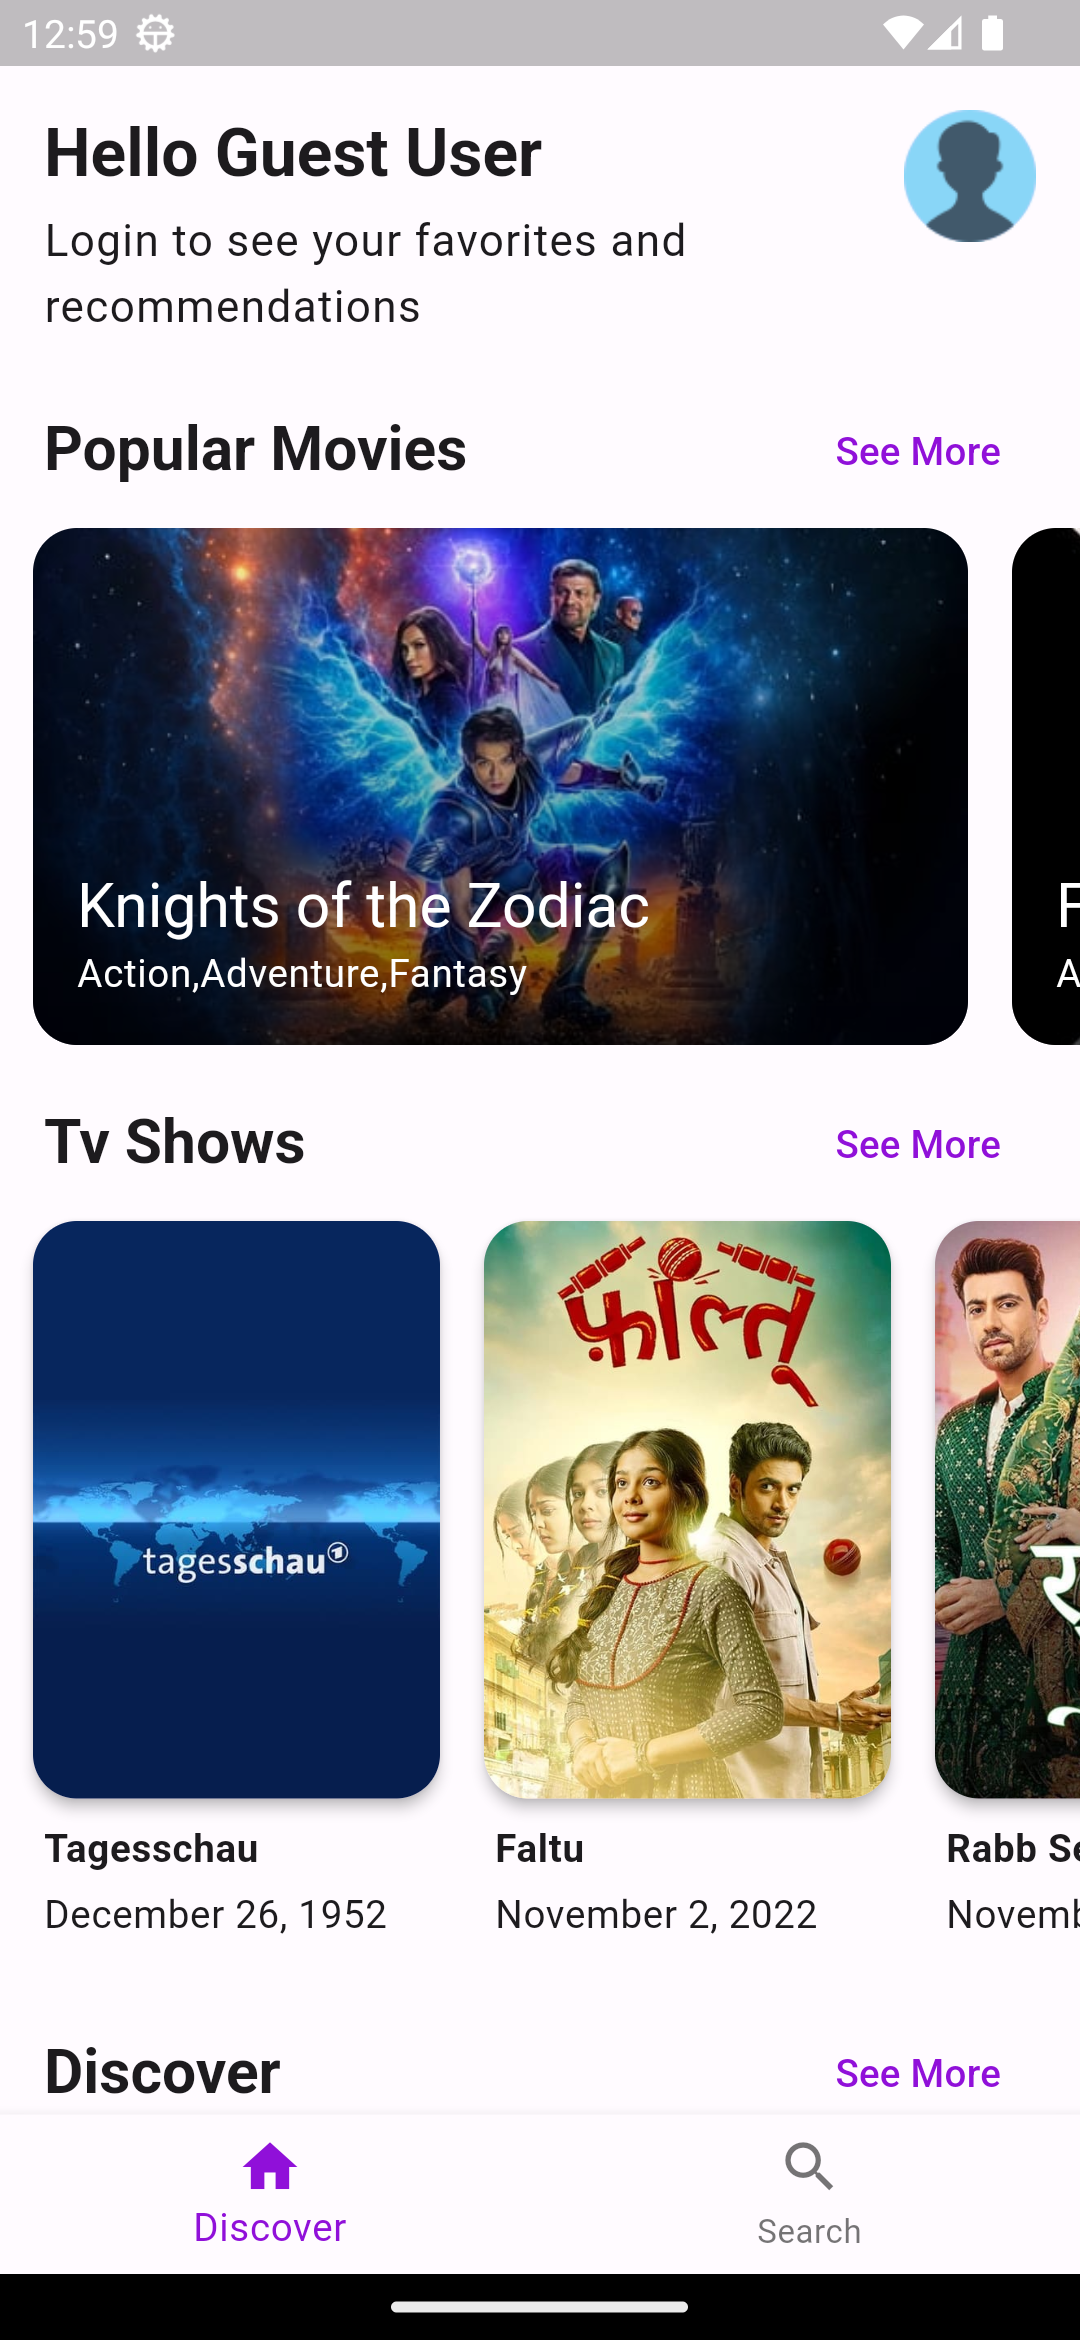 12:59
Hello Guest User
Login to see your favorites and
recommendations
Popular Movies
See More
Knights of the Zodiac
Action,Adventure,Fantasy
F
A
Tv Shows
See More
फ़ालतू
tagesschau
Tagesschau
December 26, 1952
Faltu
November 2, 2022
Rabb Se
Novemb
Discover
See More
Discover
Search